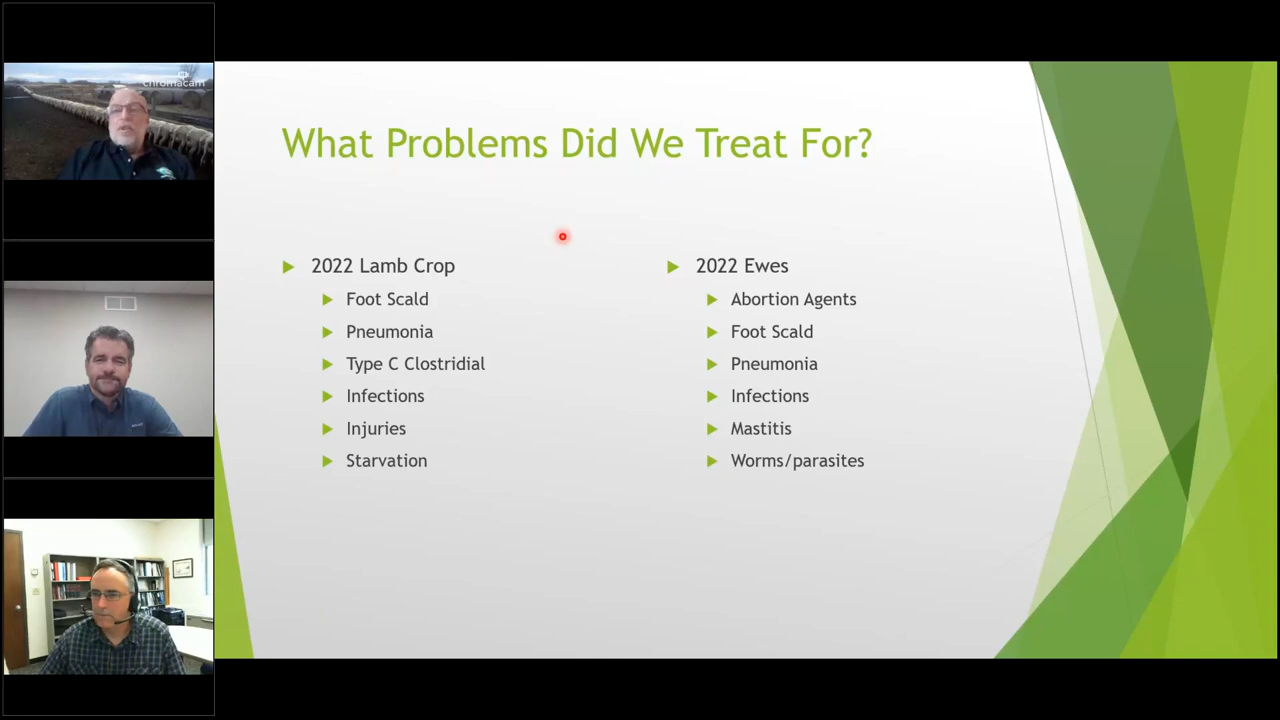 chromacam
What Problems Did We Treat For?
2022 Lamb Crop
Foot Scald
Pneumonia
Type C Clostridial
Infections
Injuries
Starvation
2022 Ewes
Abortion Agents
Foot Scald
Pneumonia
Infections
Mastitis
Worms/parasites